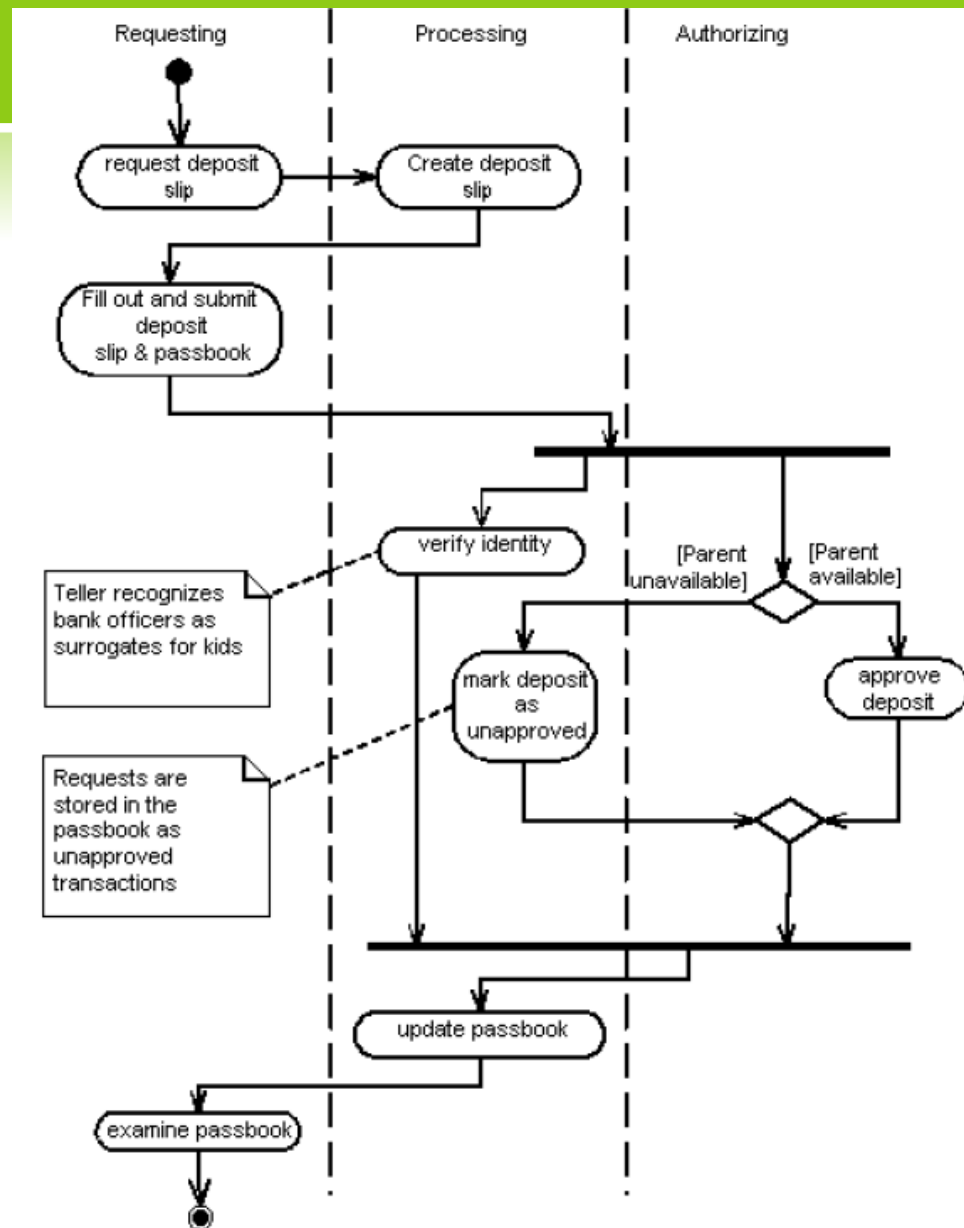 Requesting
Processing
Authorizing
request deposit
slip
Create deposit
slip
Fill out and submit
deposit
slip & passbook
verify identity
[Parent
unavailable]
[Parent
available]
Teller recognizes
bank officers as
surrogates for kids
mark deposit
as
unapproved
approve
deposit
Requests are
stored in the
passbook as
unapproved
transactions
update passbook
examine passbook